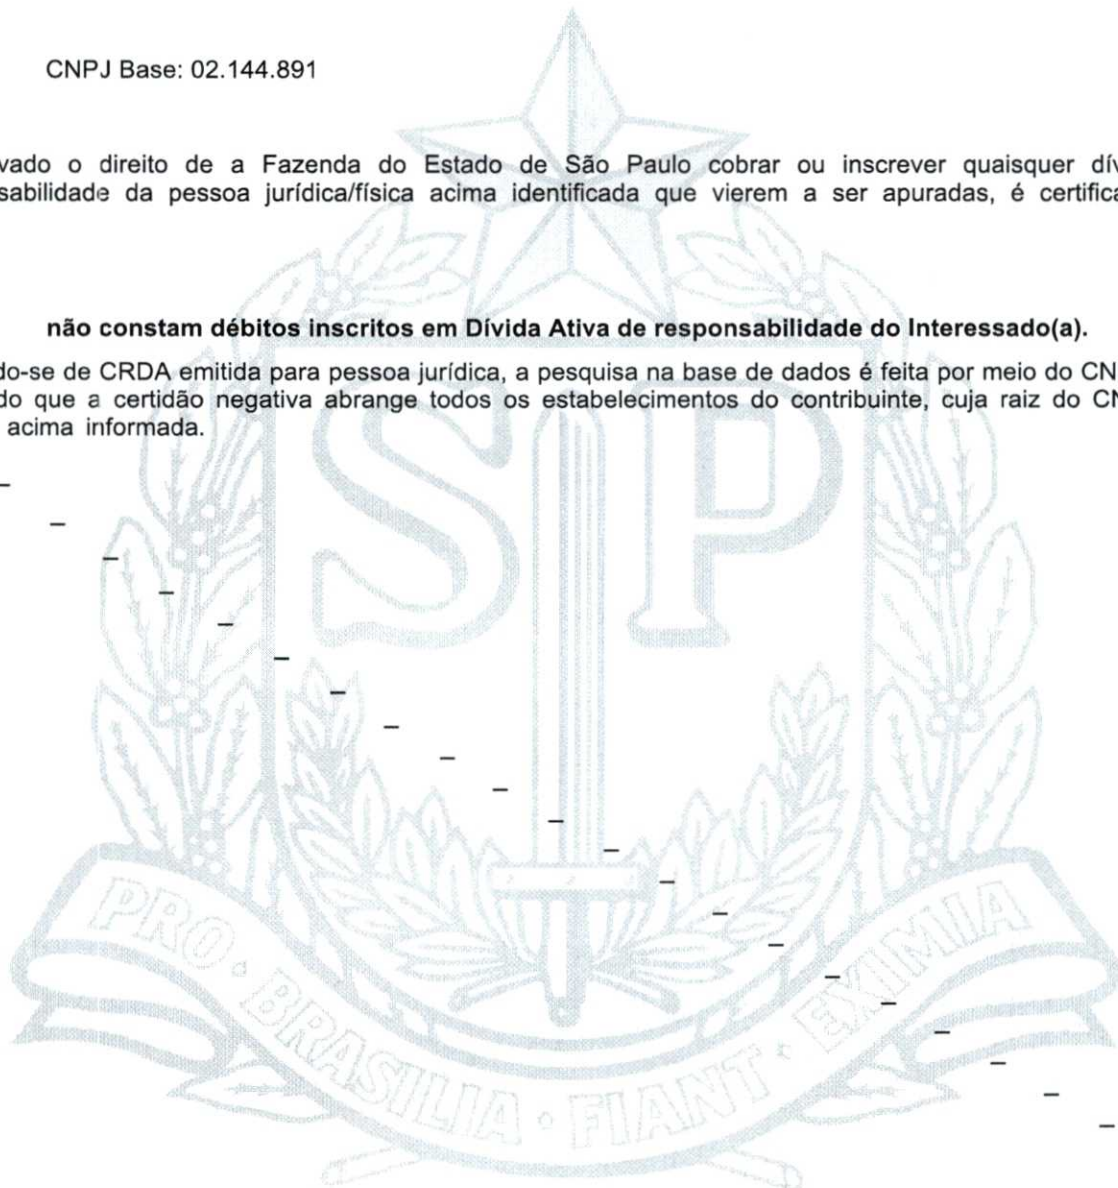 CNPJ Base: 02.144.891
vado o direito de a Fazenda do Estado de São Paulo cobrar ou inscrever quaisquer dív
sabilidade da pessoa jurídica/física acima identificada que vierem a ser apuradas, é certifica
não constam débitos inscritos em Dívida Ativa de responsabilidade do Interessado(a).
do-se de CRDA emitida para pessoa jurídica, a pesquisa na base de dados é feita por meio do CN
do que a certidão negativa abrange todos os estabelecimentos do contribuinte, cuja raiz do CN
acima informada.
SP
PRO · BRASILIA · FIANT · EXIMIA